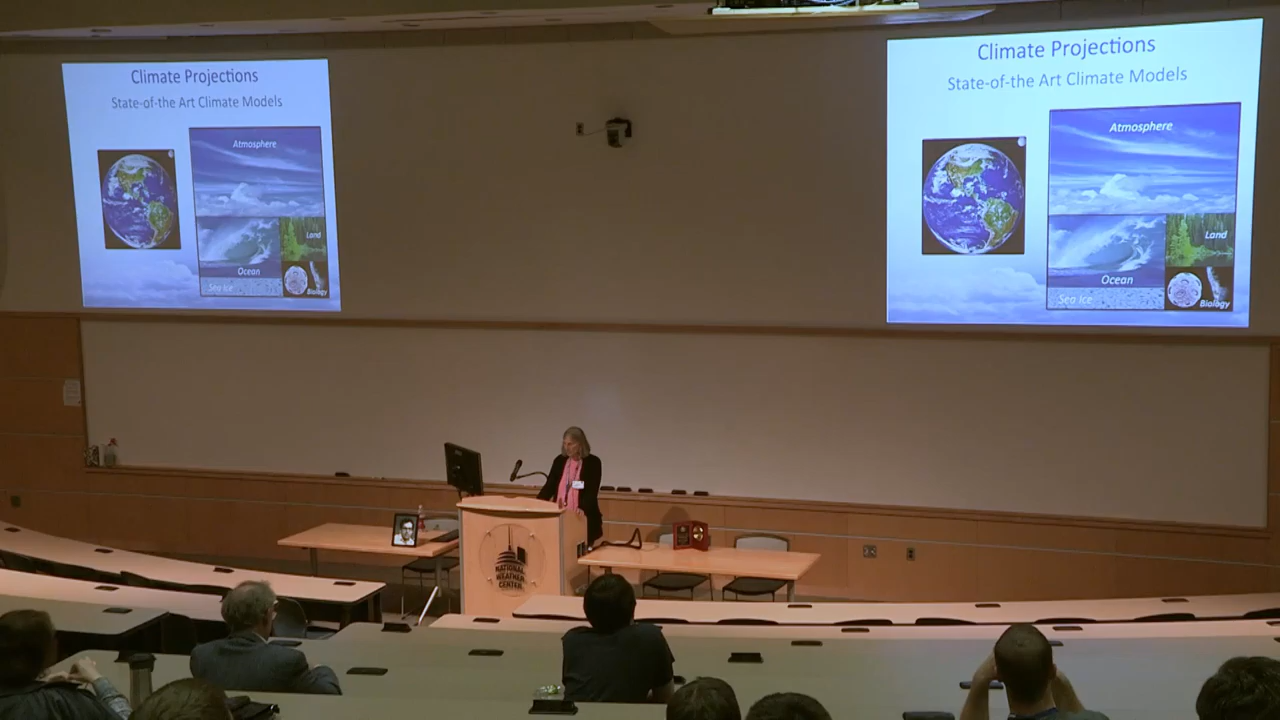 Climate Projections
State-of-the Art Climate Models
Atmosphere
Land
Ocean
Sea Ice
Biology
Climate Projections
State-of-the Art Climate Models
Atmosphere
Land
Ocean
Sea Ice
Biology
NATIONAL
WEATHER
CENTER